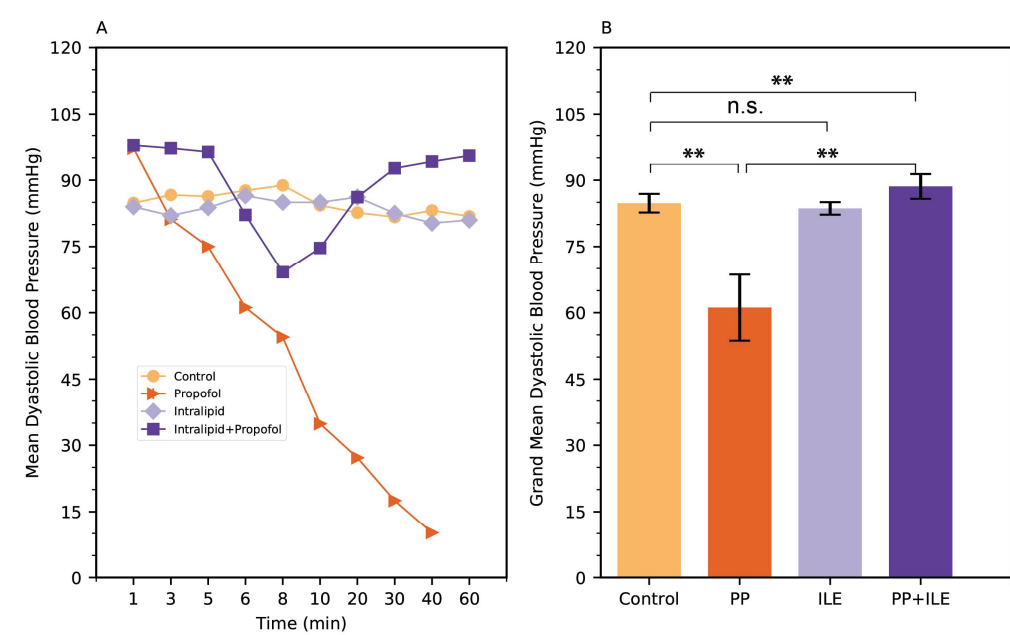 A
120
105
90
75
60
45
30
15
0
Mean Dyastolic Blood Pressure (mmHg)
Control
Propofol
Intralipid
Intralipid+Propofol
1 3 5 6 8 10 20 30 40 60
Time (min)
B
120
105
90
75
60
45
30
15
0
Grand Mean Dyastolic Blood Pressure (mmHg)
**
n.s.
** **
Control PP ILE PP+ILE